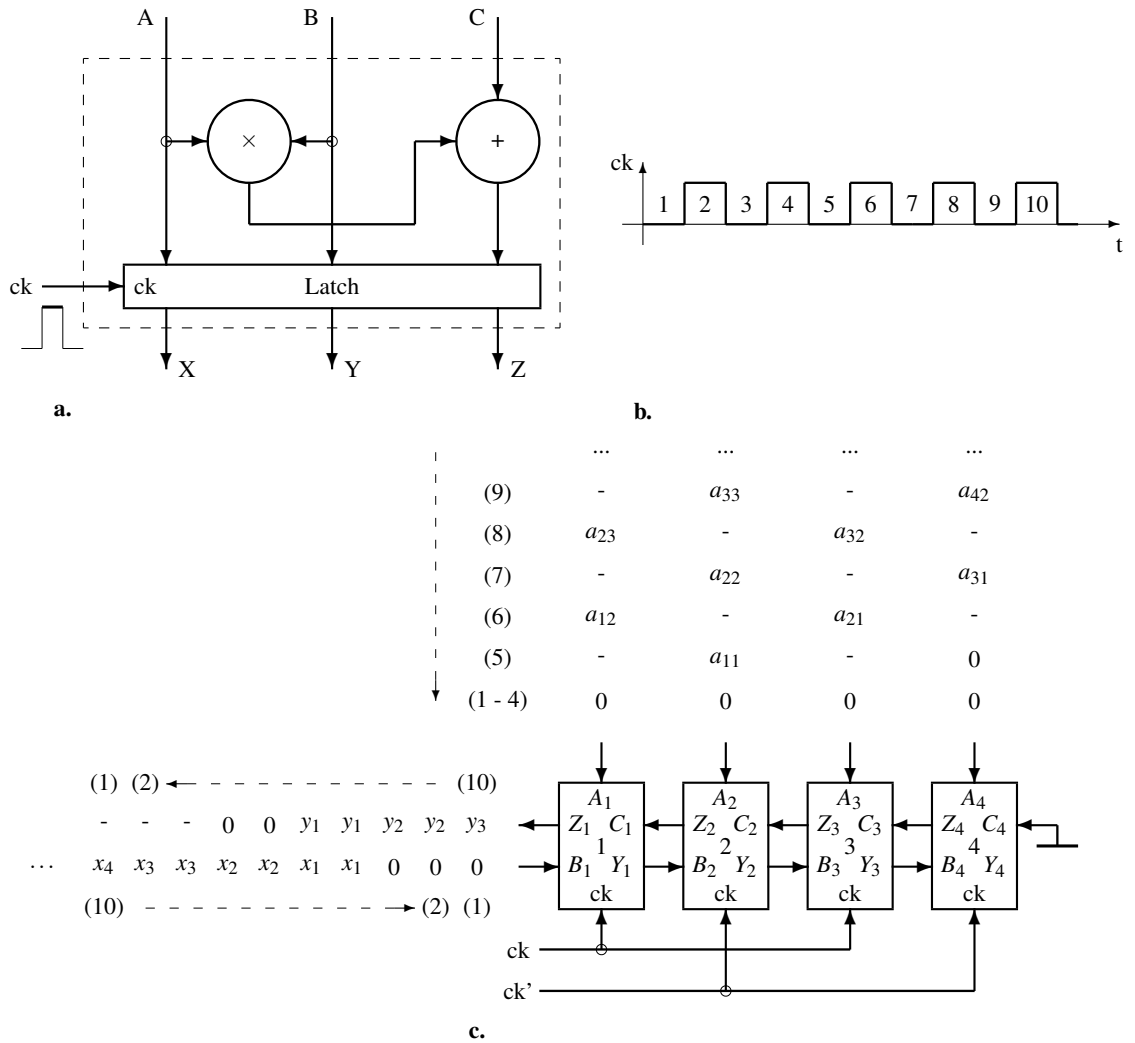 A B C
× +
ck ck Latch
X Y Z
a.
ck 1 2 3 4 5 6 7 8 9 10
t
b.
... ... ... ...
(9) - a33 - a42
(8) a23 - a32 -
(7) - a22 - a31
(6) a12 - a21 -
(5) - a11 - 0
(1 - 4) 0 0 0 0
(1) (2) (10)
- - - 0 0 y1 y1 y2 y2 y3
... x4 x3 x3 x2 x2 x1 x1 0 0 0
(10) (2) (1)
A1 A2 A3 A4
Z1 C1 Z2 C2 Z3 C3 Z4 C4
1 2 3 4
B1 Y1 B2 Y2 B3 Y3 B4 Y4
ck ck ck ck
ck
ck'
c.